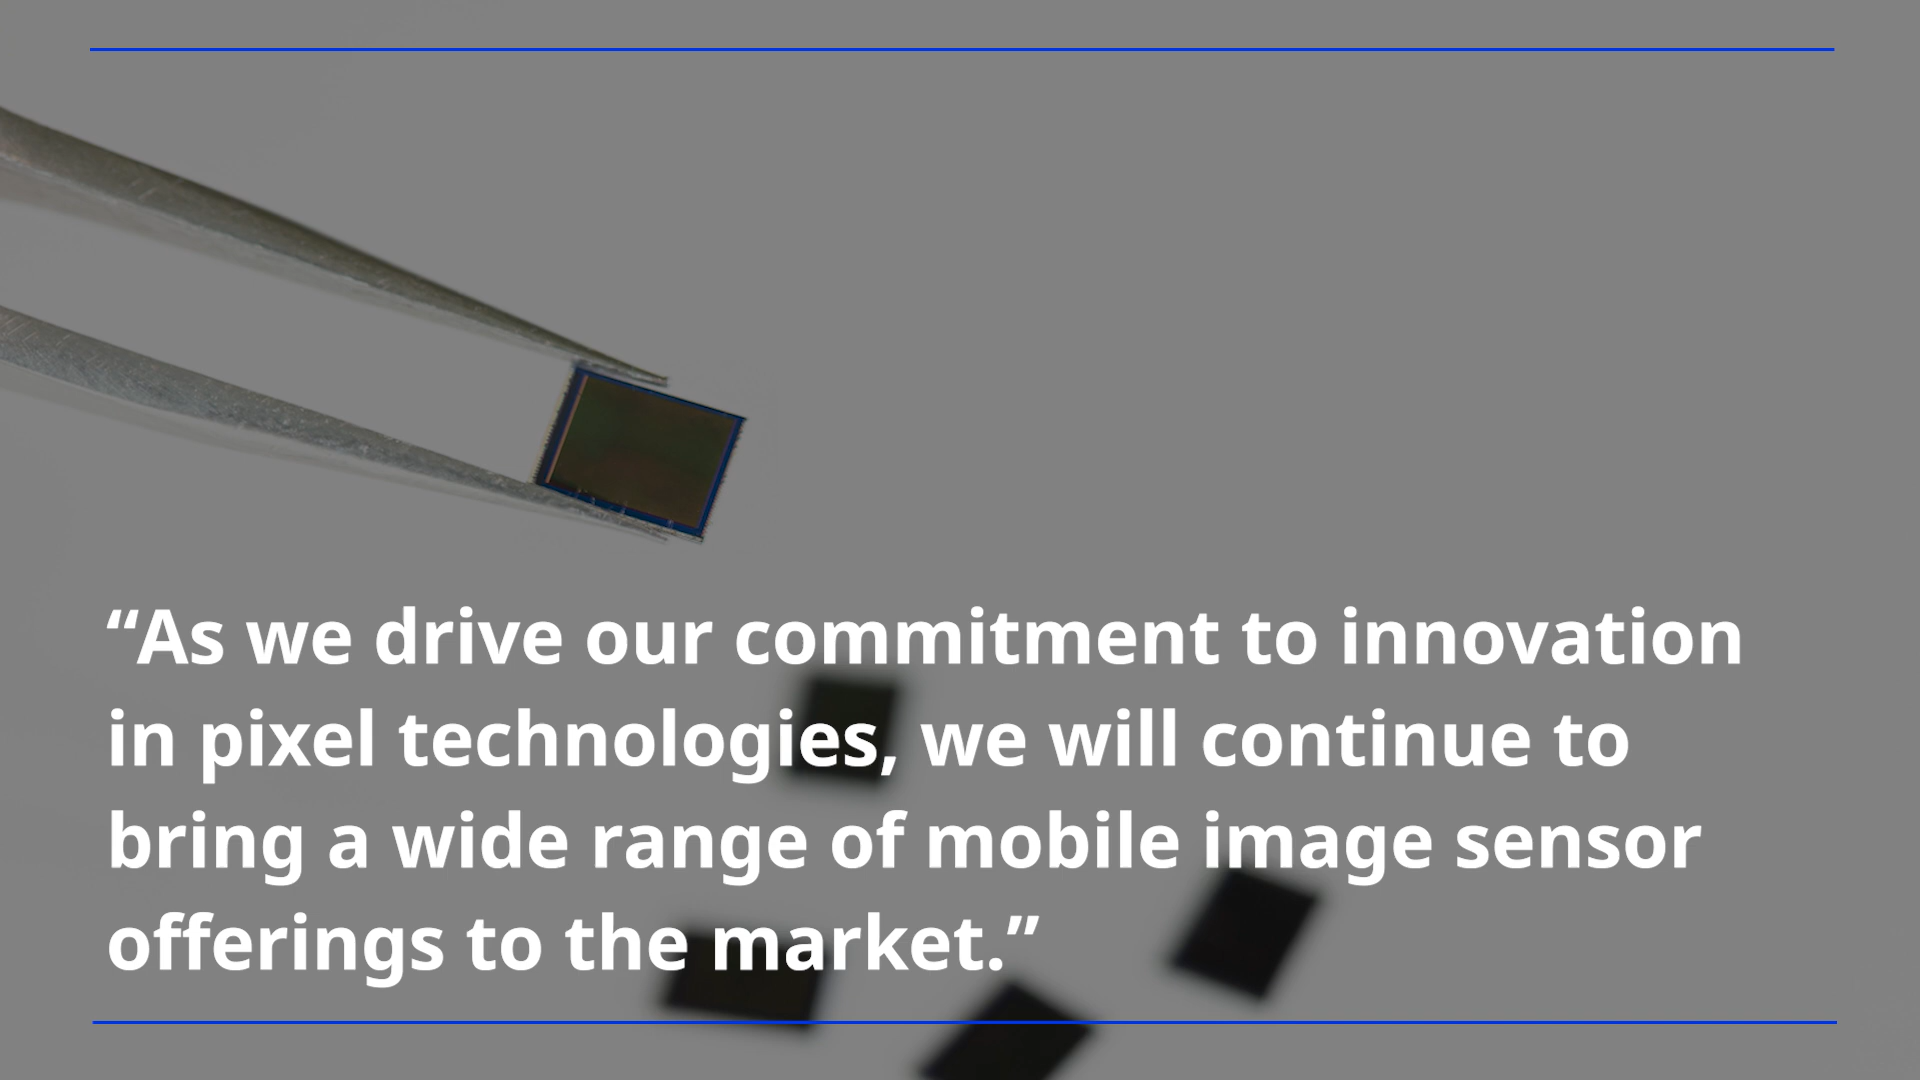 “As we drive our commitment to innovation
in pixel technologies, we will continue to
bring a wide range of mobile image sensor
offerings to the market.”